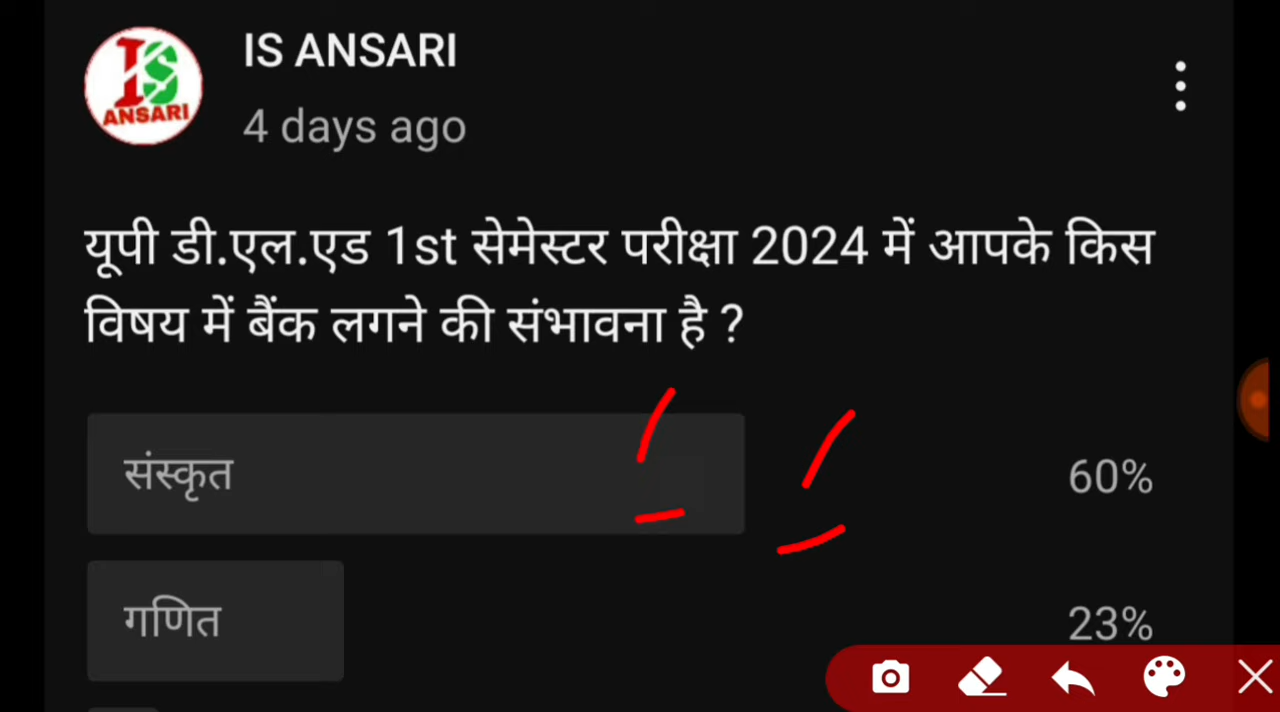 IS ANSARI
IS
ANSARI
4 days ago
यूपी डी.एल.एड 1st सेमेस्टर परीक्षा 2024 में आपके किस
विषय में बैंक लगने की संभावना है ?
संस्कृत 60%
गणित 23%